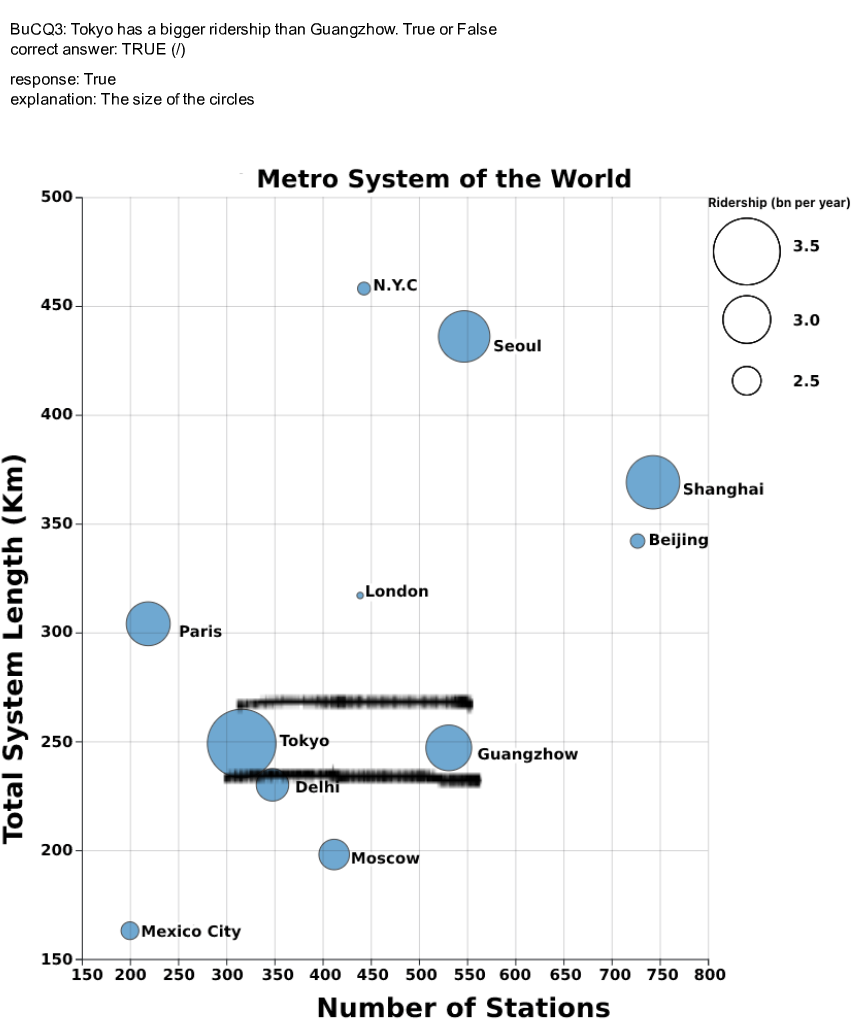 BuCQ3: Tokyo has a bigger ridership than Guangzhow. True or False
correct answer: TRUE (/)
response: True
explanation: The size of the circles
Metro System of the World
Ridership (bn per year)
3.5
3.0
2.5
500
450
400
350
300
250
200
150
Total System Length (Km)
N.Y.C
Seoul
Shanghai
Beijing
London
Paris
Tokyo
Guangzhow
Delhi
Moscow
Mexico City
150 200 250 300 350 400 450 500 550 600 650 700 750 800
Number of Stations